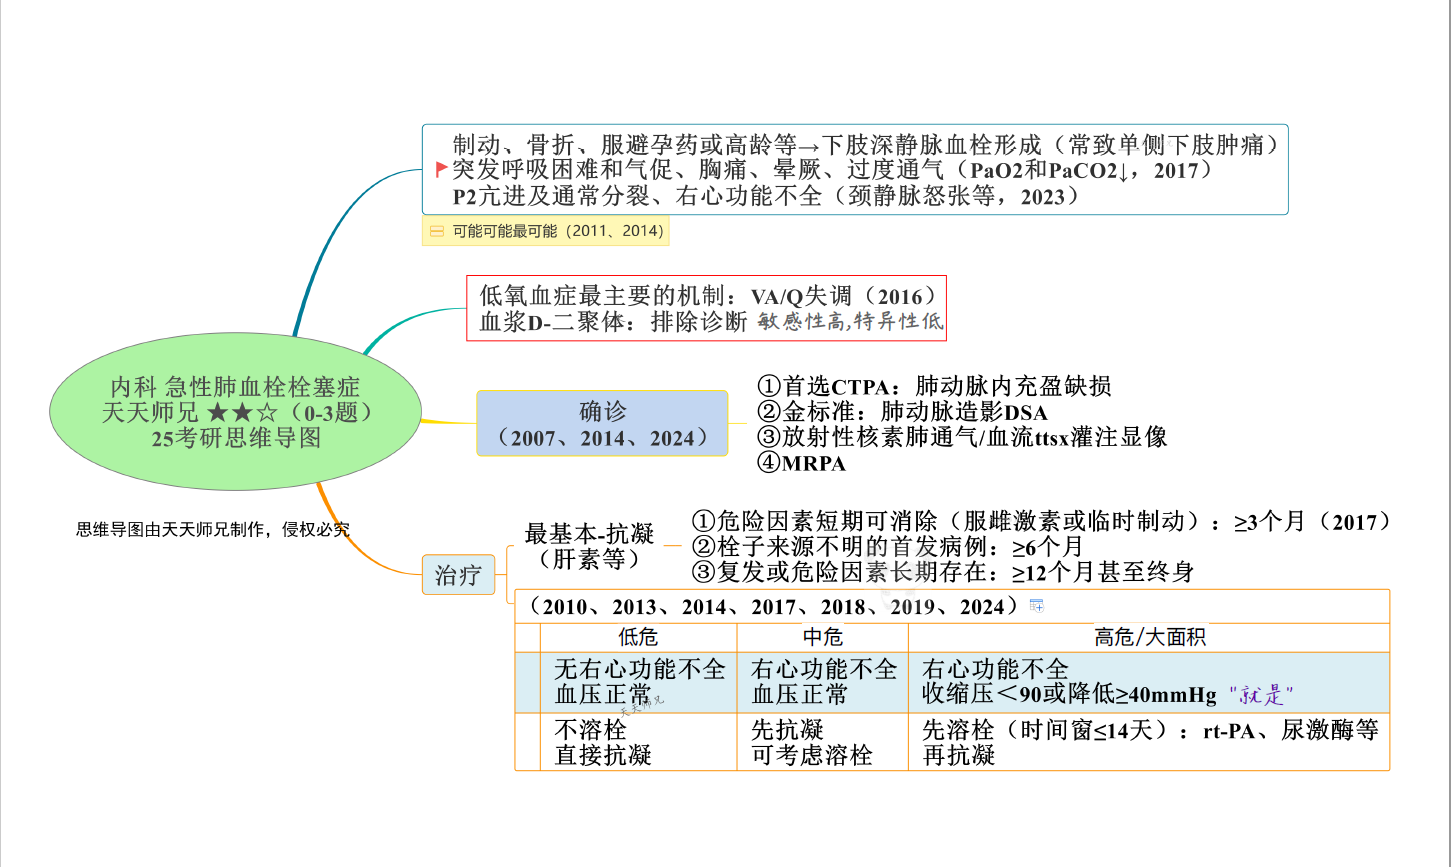 制动、骨折、服避孕药或高龄等→下肢深静脉血栓形成（常致单侧下肢肿痛）
突发呼吸困难和气促、胸痛、晕厥、过度通气（PaO2和PaCO2↓，2017）
P2亢进及通常分裂、右心功能不全（颈静脉怒张等，2023）
可能可能最可能（2011、2014）
低氧血症最主要的机制：VA/Q失调（2016）
血浆D-二聚体：排除诊断 敏感性高,特异性低
内科 急性肺血栓栓塞症
天天师兄 ★★☆（0-3题）
25考研思维导图
确诊
（2007、2014、2024）
①首选CTPA：肺动脉内充盈缺损
②金标准：肺动脉造影DSA
③放射性核素肺通气/血流ttsx灌注显像
④MRPA
思维导图由天天师兄制作，侵权必究
治疗
最基本-抗凝
（肝素等）
①危险因素短期可消除（服雌激素或临时制动）：≥3个月（2017）
②栓子来源不明的首发病例：≥6个月
③复发或危险因素长期存在：≥12个月甚至终身
（2010、2013、2014、2017、2018、2019、2024）
低危 中危 高危/大面积
无右心功能不全 右心功能不全 右心功能不全
血压正常 血压正常 收缩压＜90或降低≥40mmHg "就是"
天天师兄
不溶栓 先抗凝 先溶栓（时间窗≤14天）：rt-PA、尿激酶等
直接抗凝 可考虑溶栓 再抗凝